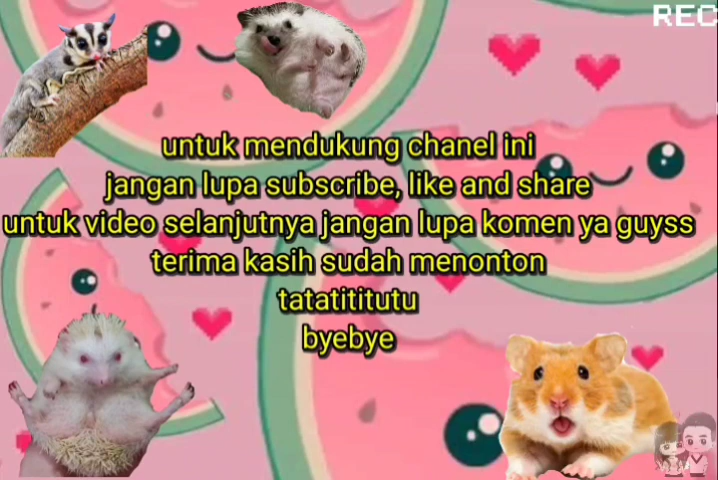 REC
untuk mendukung chanel ini
jangan lupa subscribe, like and share
untuk video selanjutnya jangan lupa komen ya guyss
terima kasih sudah menonton
tatatititutu
byebye